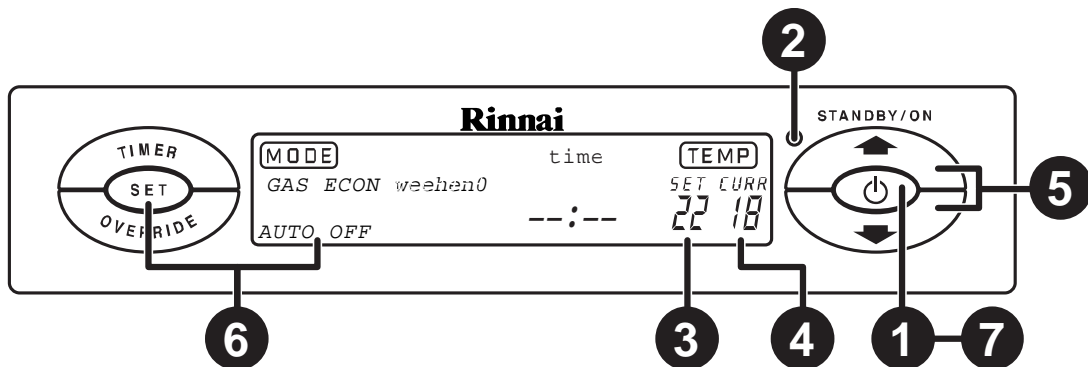 2
Rinnai
STANDBY/ON
TIMER
SET
OVERRIDE
MODE time TEMP
GAS ECON weehen0 SET CURR
--:-- 22 18
AUTO OFF
5
6 3 4 1 7